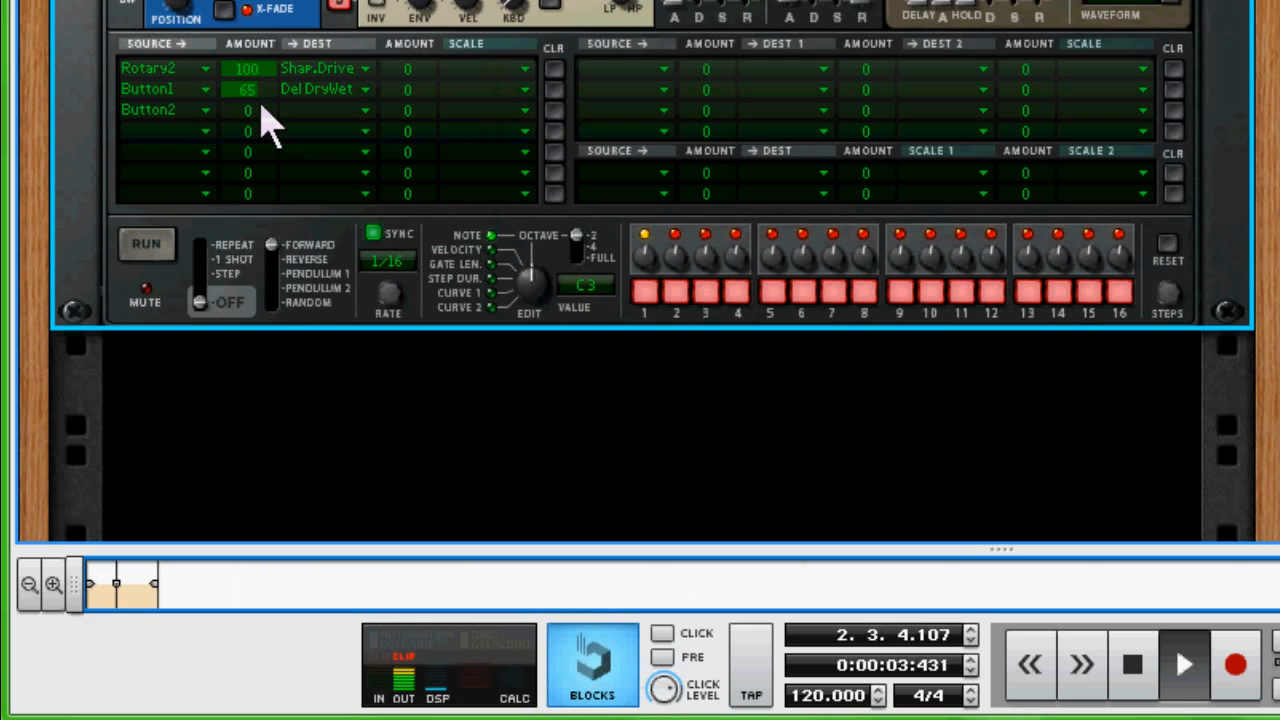 POSITION
X-FADE
INV ENV VEL KBD
LP HP
A D S R
A D S R
DELAY A HOLD D S R
WAVEFORM
SOURCE → AMOUNT → DEST AMOUNT SCALE CLR
SOURCE → AMOUNT → DEST 1 AMOUNT → DEST 2 AMOUNT SCALE CLR
Rotary2 100 Shap.Drive 0
Button1 65 Del DryWet 0
Button2 0 0
0 0
0 0
0 0
0 0
0 0 0
0 0 0
0 0 0
0 0 0
SOURCE → AMOUNT → DEST AMOUNT SCALE 1 AMOUNT SCALE 2 CLR
0 0 0
0 0 0
RUN
MUTE
-REPEAT
-1 SHOT
-STEP
-OFF
-FORWARD
-REVERSE
-PENDULLUM 1
-PENDULLUM 2
-RANDOM
SYNC
1/16
RATE
NOTE
VELOCITY
GATE LEN.
STEP DUR.
CURVE 1
CURVE 2
OCTAVE
-2
-4
-FULL
EDIT
C3
VALUE
1 2 3 4 5 6 7 8 9 10 11 12 13 14 15 16
RESET
STEPS
CLIP
IN OUT DSP CALC
BLOCKS
CLICK
PRE
CLICK
LEVEL
TAP
2. 3. 4.107
0:00:03:431
120.000 4/4